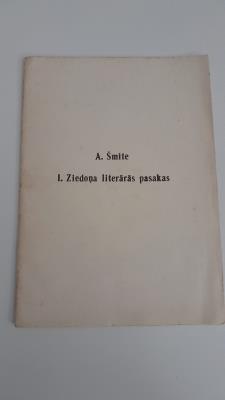 A. Šmite
I. Ziedoņa literārās pasakas